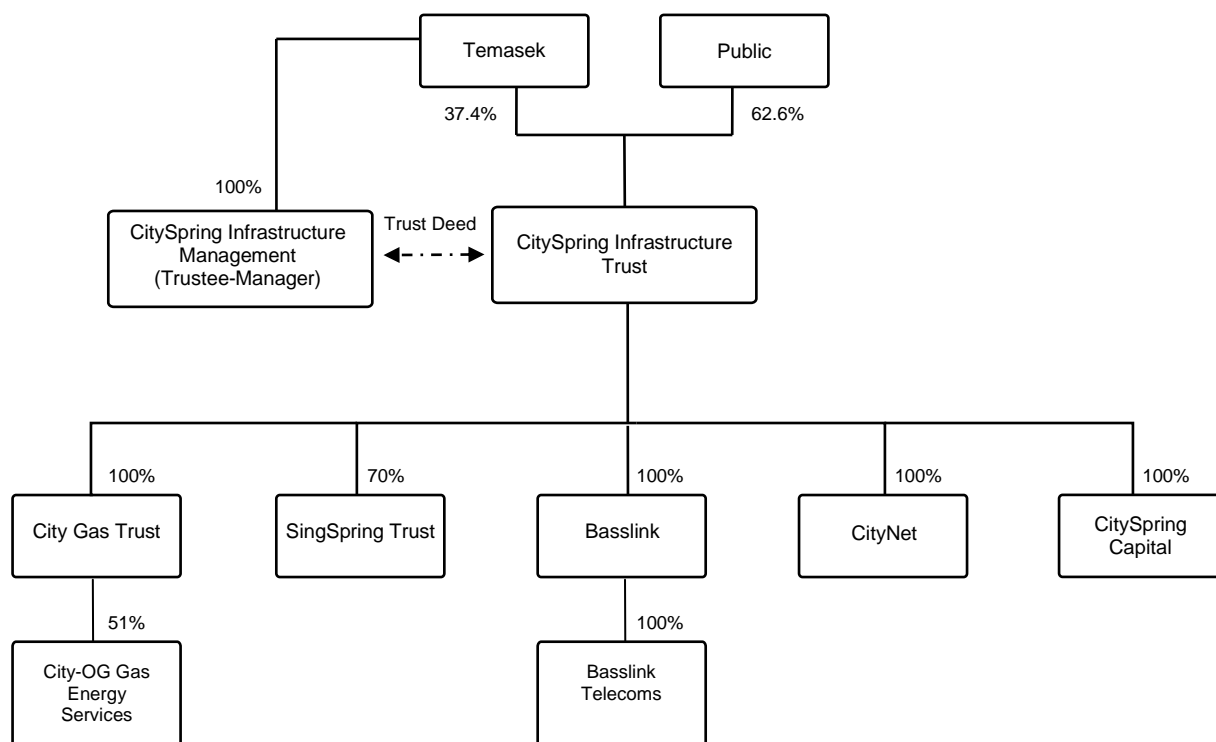 Temasek
Public
37.4%
62.6%
100%
CitySpring Infrastructure
Management
(Trustee-Manager)
Trust Deed
CitySpring Infrastructure
Trust
100%
70%
100%
100%
100%
City Gas Trust
SingSpring Trust
Basslink
CityNet
CitySpring
Capital
51%
100%
City-OG Gas
Energy
Services
Basslink
Telecoms